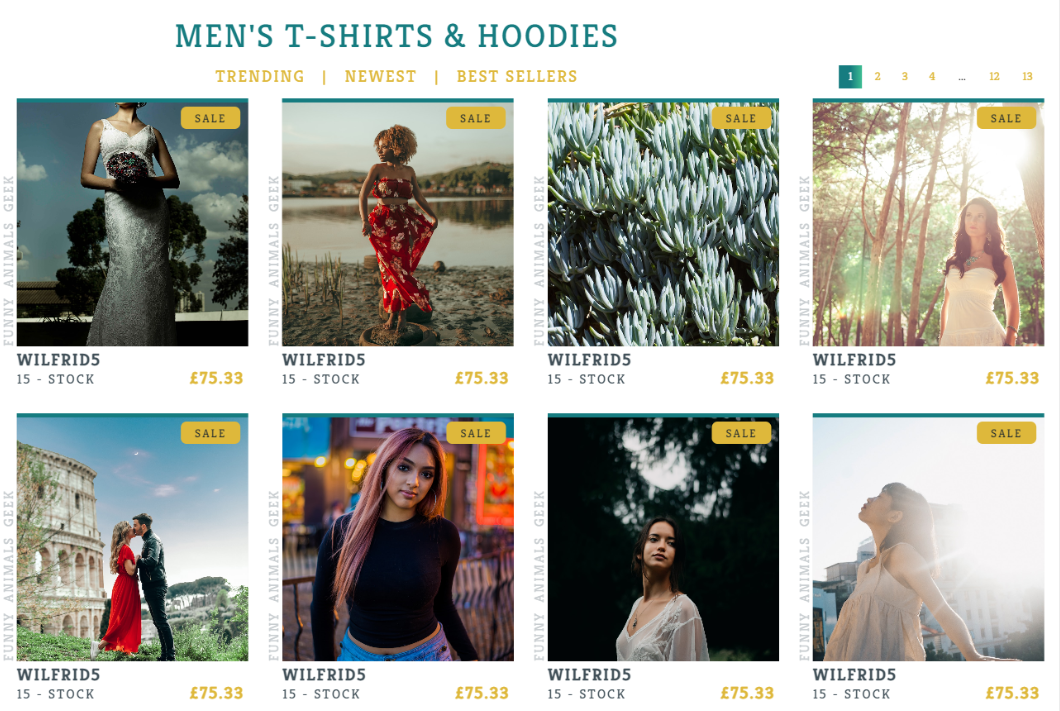 MEN'S T-SHIRTS & HOODIES
TRENDING | NEWEST | BEST SELLERS
1 2 3 4 ... 12 13
SALE
FUNNY ANIMALS GEEK
WILFRID5
15 - STOCK £75.33
SALE
FUNNY ANIMALS GEEK
WILFRID5
15 - STOCK £75.33
SALE
FUNNY ANIMALS GEEK
WILFRID5
15 - STOCK £75.33
SALE
FUNNY ANIMALS GEEK
WILFRID5
15 - STOCK £75.33
SALE
FUNNY ANIMALS GEEK
WILFRID5
15 - STOCK £75.33
SALE
FUNNY ANIMALS GEEK
WILFRID5
15 - STOCK £75.33
SALE
FUNNY ANIMALS GEEK
WILFRID5
15 - STOCK £75.33
SALE
FUNNY ANIMALS GEEK
WILFRID5
15 - STOCK £75.33